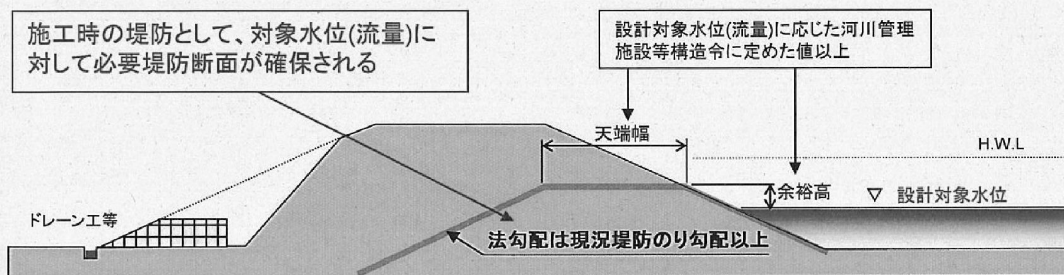 施工時の堤防として、対象水位(流量)に
対して必要堤防断面が確保される
設計対象水位(流量)に応じた河川管理
施設等構造令に定めた値以上
天端幅
H.W.L
余裕高
▽ 設計対象水位
ドレーン工等
法勾配は現況堤防のり勾配以上